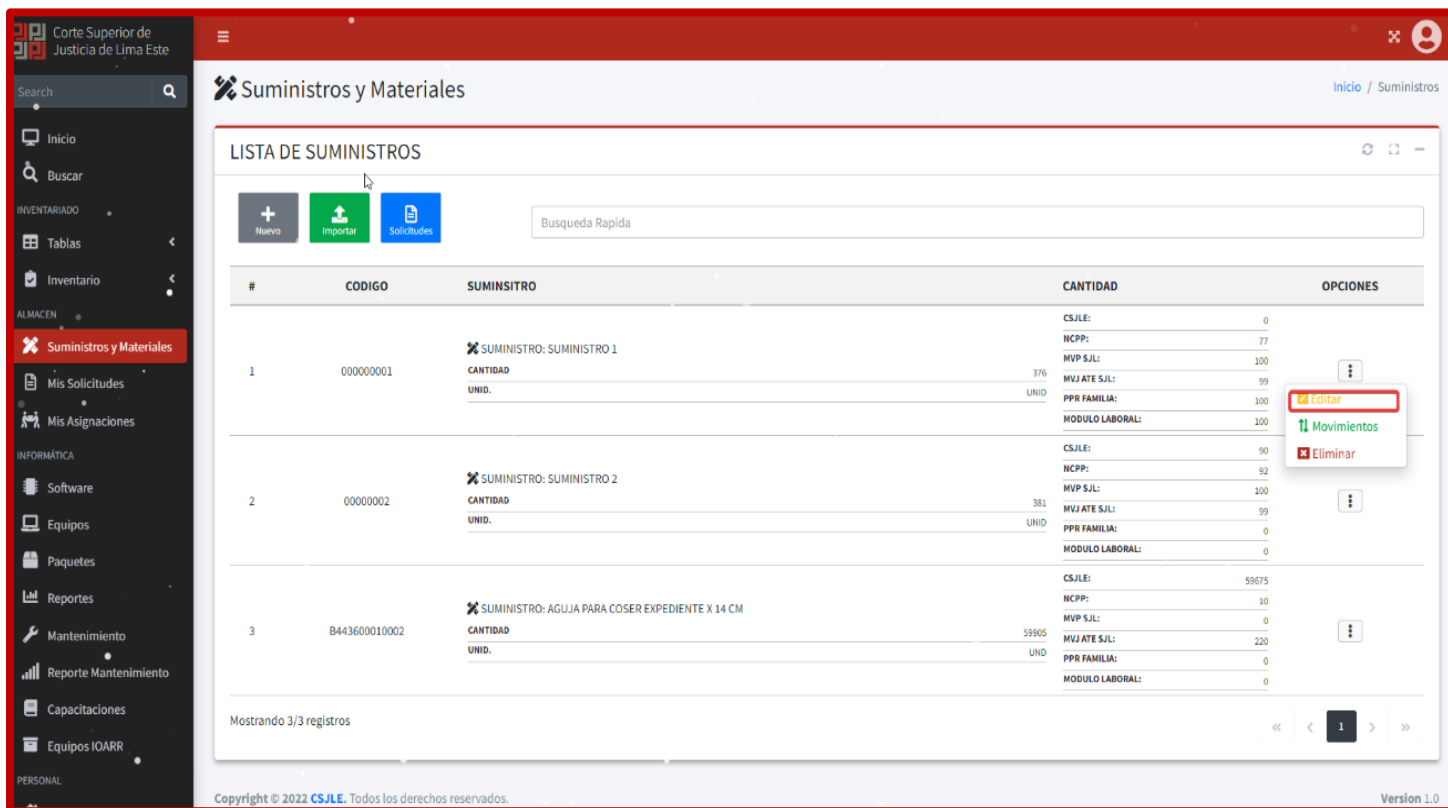 Corte Superior de
Justicia de Lima Este
Search
Inicio
Buscar
INVENTARIADO
Tablas
Inventario
ALMACEN
Suministros y Materiales
Mis Solicitudes
Mis Asignaciones
INFORMÁTICA
Software
Equipos
Paquetes
Reportes
Mantenimiento
Reporte Mantenimiento
Capacitaciones
Equipos IOARR
PERSONAL
Suministros y Materiales
Inicio / Suministros
LISTA DE SUMINISTROS
Nuevo
Importar
Solicitudes
Busqueda Rapida
# CODIGO SUMINSITRO CANTIDAD OPCIONES
1 000000001
SUMINISTRO: SUMINISTRO 1
CANTIDAD 376
UNID. UNID
CSJLE: 0
NCPP: 77
MVP SJL: 100
MVJ ATE SJL: 99
PPR FAMILIA: 100
MODULO LABORAL: 100
Editar
Movimientos
Eliminar
2 00000002
SUMINISTRO: SUMINISTRO 2
CANTIDAD 381
UNID. UNID
CSJLE: 90
NCPP: 92
MVP SJL: 100
MVJ ATE SJL: 99
PPR FAMILIA: 0
MODULO LABORAL: 0
3 B443600010002
SUMINISTRO: AGUJA PARA COSER EXPEDIENTE X 14 CM
CANTIDAD 59905
UNID. UND
CSJLE: 59675
NCPP: 10
MVP SJL: 0
MVJ ATE SJL: 220
PPR FAMILIA: 0
MODULO LABORAL: 0
Mostrando 3/3 registros
« < 1 > »
Copyright © 2022 CSJLE. Todos los derechos reservados.
Version 1.0